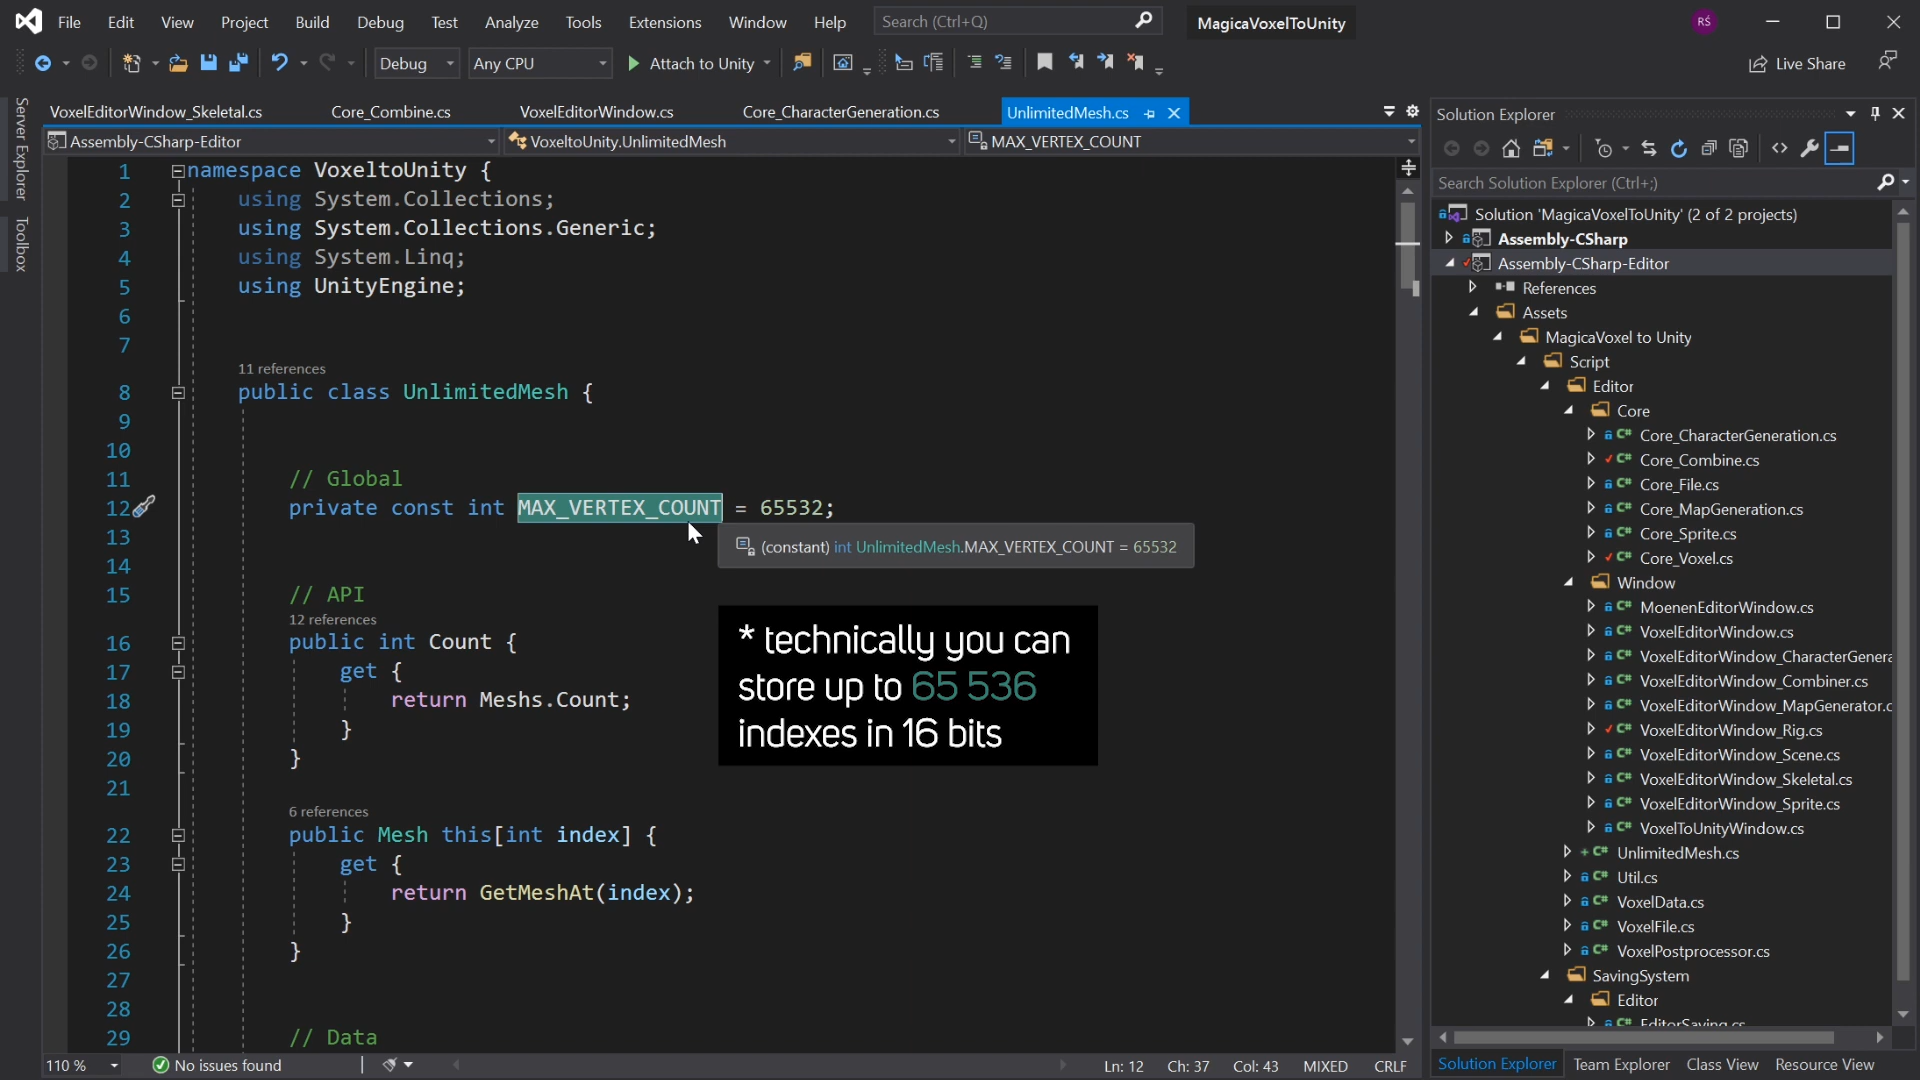 File Edit View Project Build Debug Test Analyze Tools Extensions Window Help Search (Ctrl+Q) MagicaVoxelToUnity RŚ
Debug Any CPU Attach to Unity Live Share
Server Explorer
Toolbox
VoxelEditorWindow_Skeletal.cs Core_Combine.cs VoxelEditorWindow.cs Core_CharacterGeneration.cs UnlimitedMesh.cs
Assembly-CSharp-Editor VoxeltoUnity.UnlimitedMesh MAX_VERTEX_COUNT
1 namespace VoxeltoUnity {
2 using System.Collections;
3 using System.Collections.Generic;
4 using System.Linq;
5 using UnityEngine;
6
7
11 references
8 public class UnlimitedMesh {
9
10
11 // Global
12 private const int MAX_VERTEX_COUNT = 65532;
13
(constant) int UnlimitedMesh.MAX_VERTEX_COUNT = 65532
14
15 // API
12 references
16 public int Count {
17 get {
18 return Meshs.Count;
19 }
20 }
21
6 references
22 public Mesh this[int index] {
23 get {
24 return GetMeshAt(index);
25 }
26 }
27
28
29 // Data
* technically you can
store up to 65 536
indexes in 16 bits
110 % No issues found Ln: 12 Ch: 37 Col: 43 MIXED CRLF
Solution Explorer
Search Solution Explorer (Ctrl+;)
Solution 'MagicaVoxelToUnity' (2 of 2 projects)
Assembly-CSharp
Assembly-CSharp-Editor
References
Assets
MagicaVoxel to Unity
Script
Editor
Core
C# Core_CharacterGeneration.cs
C# Core_Combine.cs
C# Core_File.cs
C# Core_MapGeneration.cs
C# Core_Sprite.cs
C# Core_Voxel.cs
Window
C# MoenenEditorWindow.cs
C# VoxelEditorWindow.cs
C# VoxelEditorWindow_CharacterGenera
C# VoxelEditorWindow_Combiner.cs
C# VoxelEditorWindow_MapGenerator.c
C# VoxelEditorWindow_Rig.cs
C# VoxelEditorWindow_Scene.cs
C# VoxelEditorWindow_Skeletal.cs
C# VoxelEditorWindow_Sprite.cs
C# VoxelToUnityWindow.cs
C# UnlimitedMesh.cs
C# Util.cs
C# VoxelData.cs
C# VoxelFile.cs
C# VoxelPostprocessor.cs
SavingSystem
Editor
C# EditorSaving.cs
Solution Explorer Team Explorer Class View Resource View